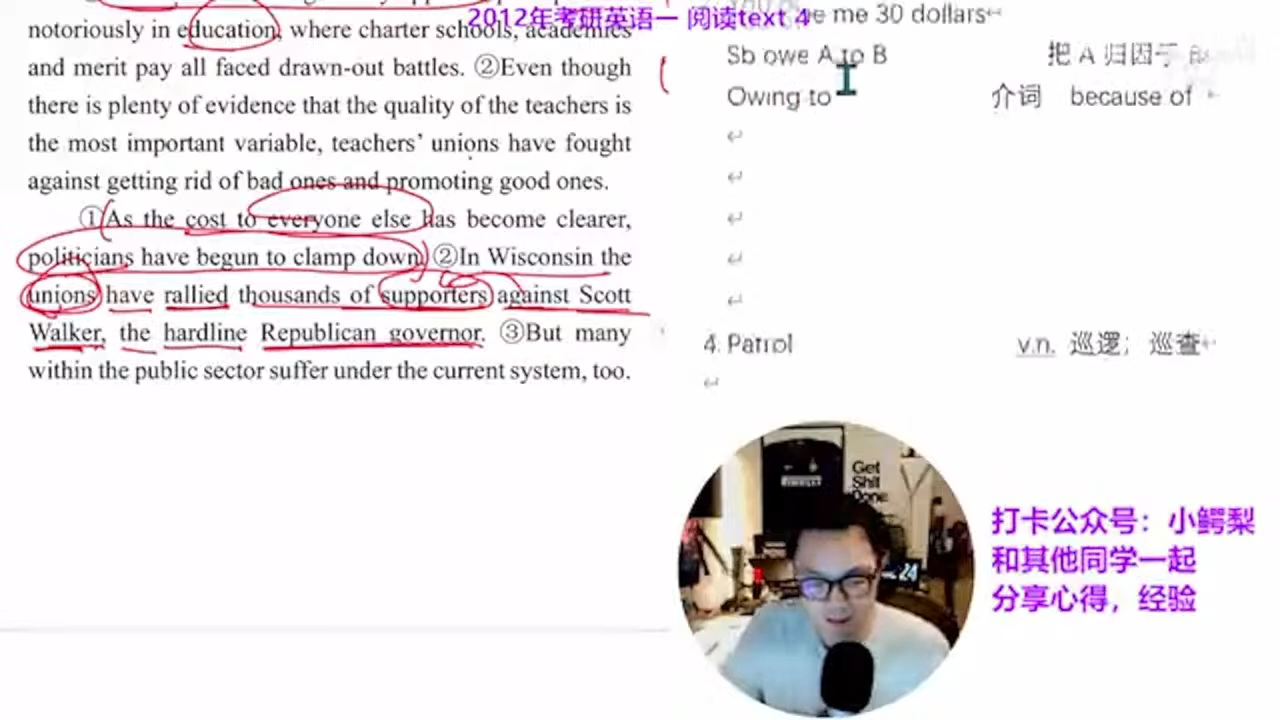 2012年考研英语一 阅读text 4
notoriously in education, where charter schools, academies
and merit pay all faced drawn-out battles. ②Even though
there is plenty of evidence that the quality of the teachers is
the most important variable, teachers' unions have fought
against getting rid of bad ones and promoting good ones.
①As the cost to everyone else has become clearer,
politicians have begun to clamp down. ②In Wisconsin the
unions have rallied thousands of supporters against Scott
Walker, the hardline Republican governor. ③But many
within the public sector suffer under the current system, too.
me 30 dollars
Sb owe A to B 把 A 归因于 B
Owing to 介词 because of
4. Patrol v.n. 巡逻；巡查
Get
Shit
Done
24
打卡公众号：小鳄梨
和其他同学一起
分享心得，经验